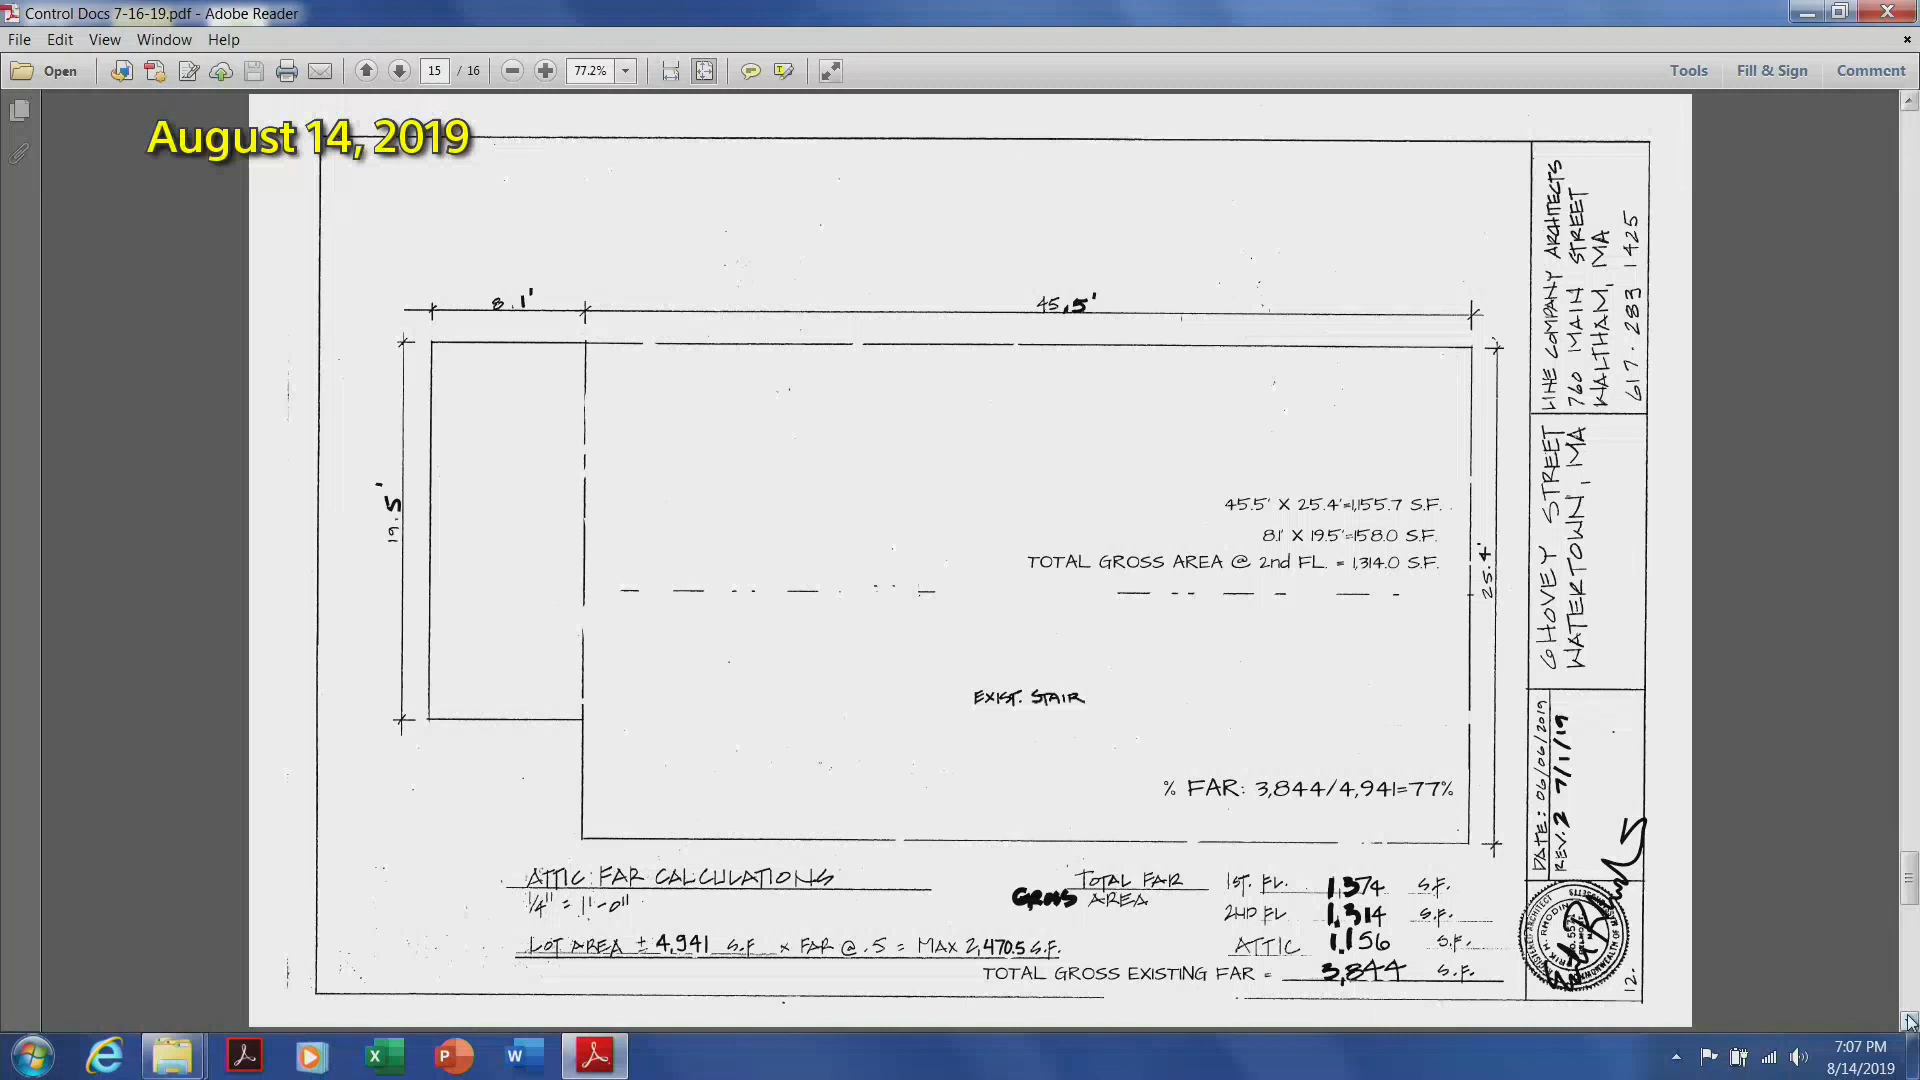 Control Docs 7-16-19.pdf - Adobe Reader
File Edit View Window Help
Open 15 / 16 77.2% Tools Fill & Sign Comment
August 14, 2019
8.1' 45.5'
19.5'
45.5' X 25.4'=1,155.7 S.F.
8.1' X 19.5'=158.0 S.F.
TOTAL GROSS AREA @ 2nd FL. = 1,314.0 S.F.
25.4'
EXIST. STAIR
% FAR: 3,844/4,941=77%
ATTIC FAR CALCULATIONS
1/4" = 1'-0"
LOT AREA ± 4,941 S.F x FAR @ .5 = MAX 2,470.5 S.F.
TOTAL FAR
GROSS AREA
1ST. FL. 1,374 S.F.
2ND FL 1,314 S.F.
ATTIC 1,156 S.F.
TOTAL GROSS EXISTING FAR = 3,844 S.F.
LINE COMPANY ARCHITECTS
760 MAIN STREET
WALTHAM, MA
617. 283 1425
6 HOVEY STREET
WATERTOWN, MA
DATE: 06/06/2019
REV. 2 7/1/19
12.
7:07 PM
8/14/2019